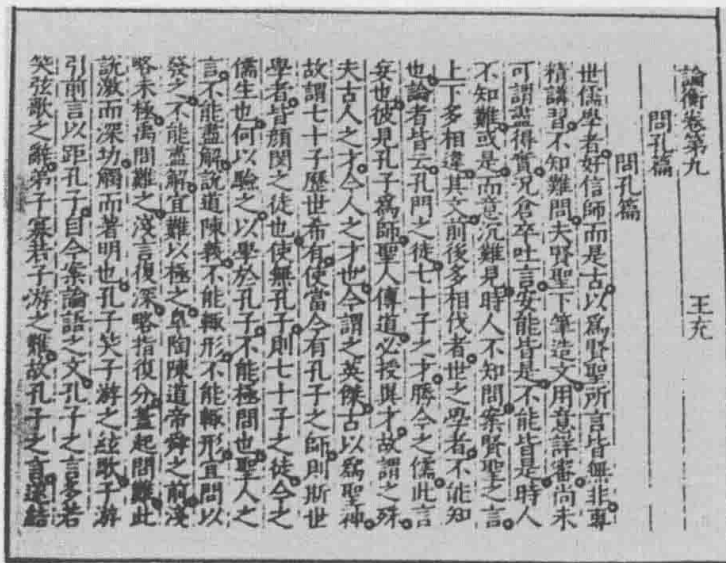 論衡卷第九 王充
問孔篇
問孔篇
世儒學者好信師而是古以爲賢聖所言皆無非專
精講習不知難問夫賢聖下筆造文用意詳審尚未
可謂盡得實况倉卒吐言安能皆是不能皆是時人
不知難或是而意沉難見時人不知問案賢聖之言
上下多相違其文前後多相伐者世之學者不能知
也論者皆云孔門之徒七十子之才勝今之儒此言
妄也彼見孔子爲師聖人傳道必授異才故謂之殊
夫古人之才今人之才也今謂之英傑古以爲聖神
故謂七十子歷世希有使當今有孔子之師則斯世
學者皆顔閔之徒也使無孔子則七十子之徒今之
儒生也何以驗之以學於孔子不能極問也聖人之
言不能盡解說道陳義不能輒形不能輒形宜問以
發之不能盡解宜難以極之皐陶陳道帝舜之前淺
略未極禹問難之淺言復深略指復分蓋起問難此
說激而深切觸而著明也孔子笑子游之弦歌子游
引前言以距孔子自今案論語之文孔子之言多若
笑弦歌之辭弟子寡若子游之難故孔子之言遂結